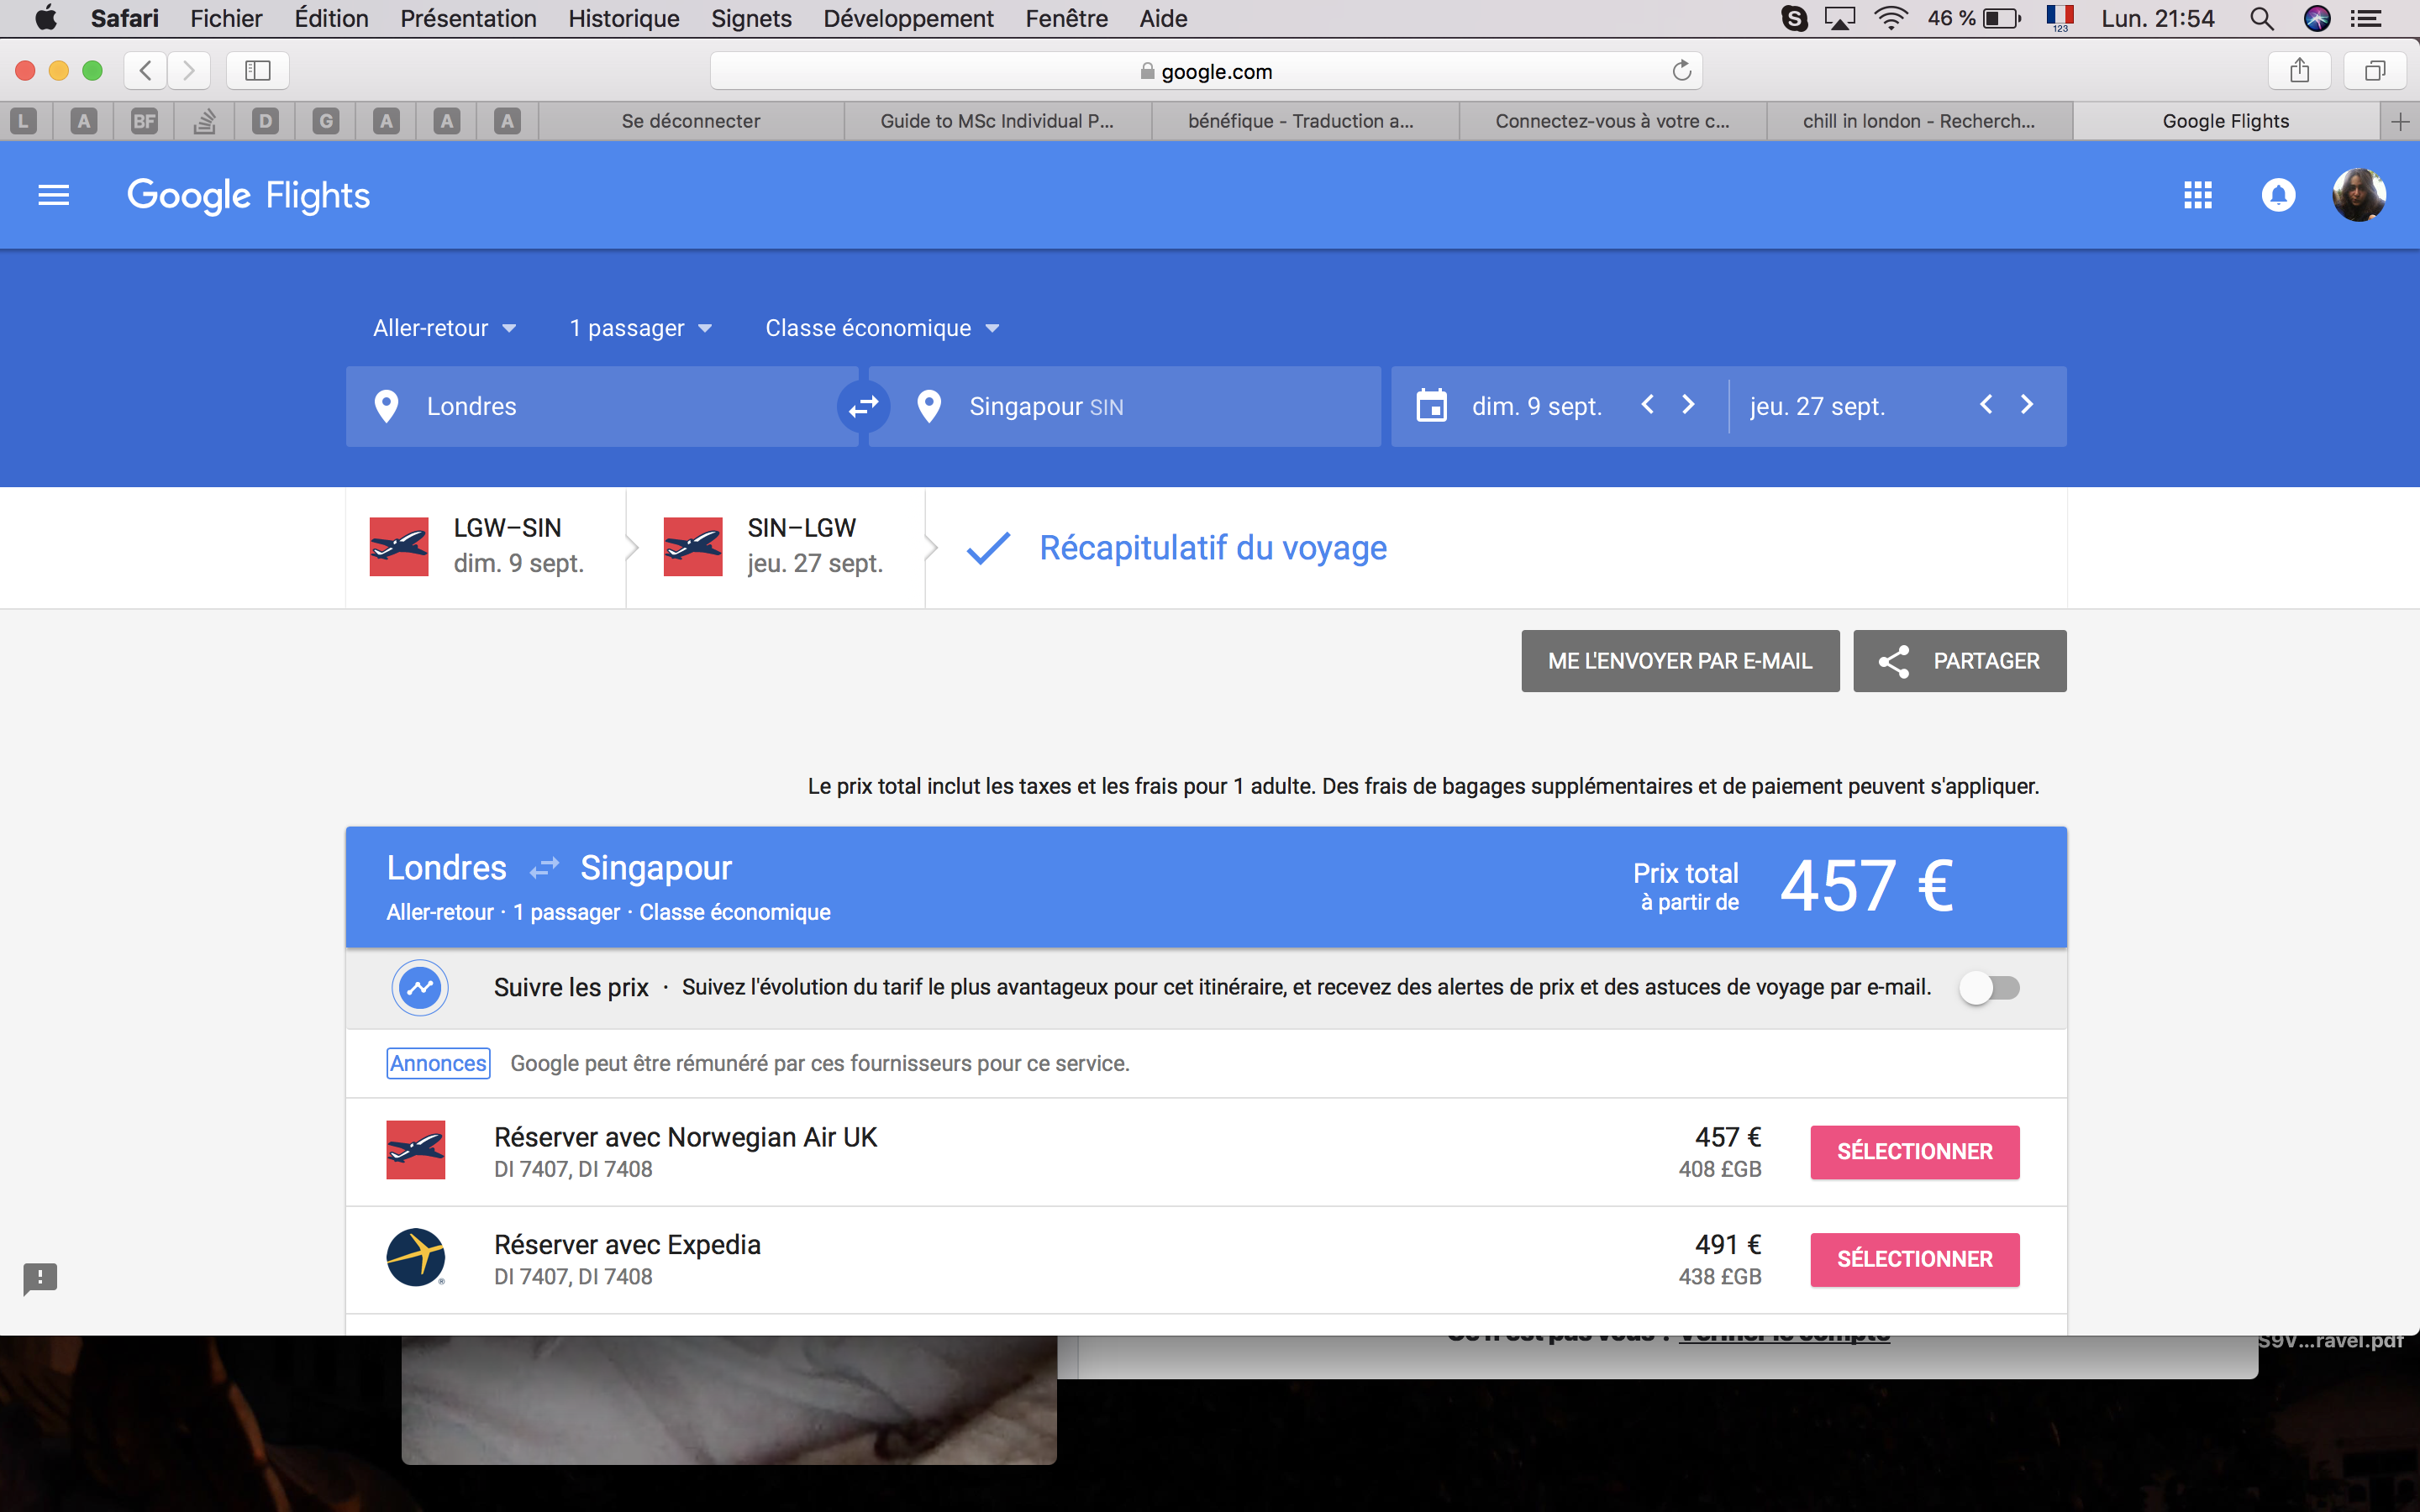 Safari Fichier Édition Présentation Historique Signets Développement Fenêtre Aide 46 % 123 Lun. 21:54
google.com
L A BF D G A A A Se déconnecter Guide to MSc Individual P... bénéfique - Traduction a... Connectez-vous à votre c... chill in london - Recherch... Google Flights
Google Flights
Aller-retour 1 passager Classe économique
Londres Singapour SIN dim. 9 sept. jeu. 27 sept.
LGW–SIN SIN–LGW
dim. 9 sept. jeu. 27 sept.
Récapitulatif du voyage
ME L'ENVOYER PAR E-MAIL PARTAGER
Le prix total inclut les taxes et les frais pour 1 adulte. Des frais de bagages supplémentaires et de paiement peuvent s'appliquer.
Londres Singapour
Aller-retour · 1 passager · Classe économique
Prix total
à partir de
457 €
Suivre les prix · Suivez l'évolution du tarif le plus avantageux pour cet itinéraire, et recevez des alertes de prix et des astuces de voyage par e-mail.
Annonces Google peut être rémunéré par ces fournisseurs pour ce service.
Réserver avec Norwegian Air UK 457 €
DI 7407, DI 7408 408 £GB
SÉLECTIONNER
Réserver avec Expedia 491 €
DI 7407, DI 7408 438 £GB
SÉLECTIONNER
Ce n'est pas vous ? Vérifier le compte
S9V...ravel.pdf